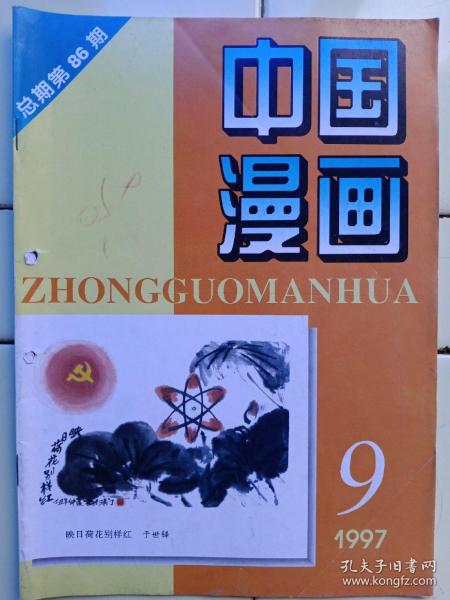 总期第86期
中国
漫画
ZHONGGUOMANHUA
映日荷花别样红
映日荷花别样红 于世铎
9
1997
孔夫子旧书网
www.kongfz.com